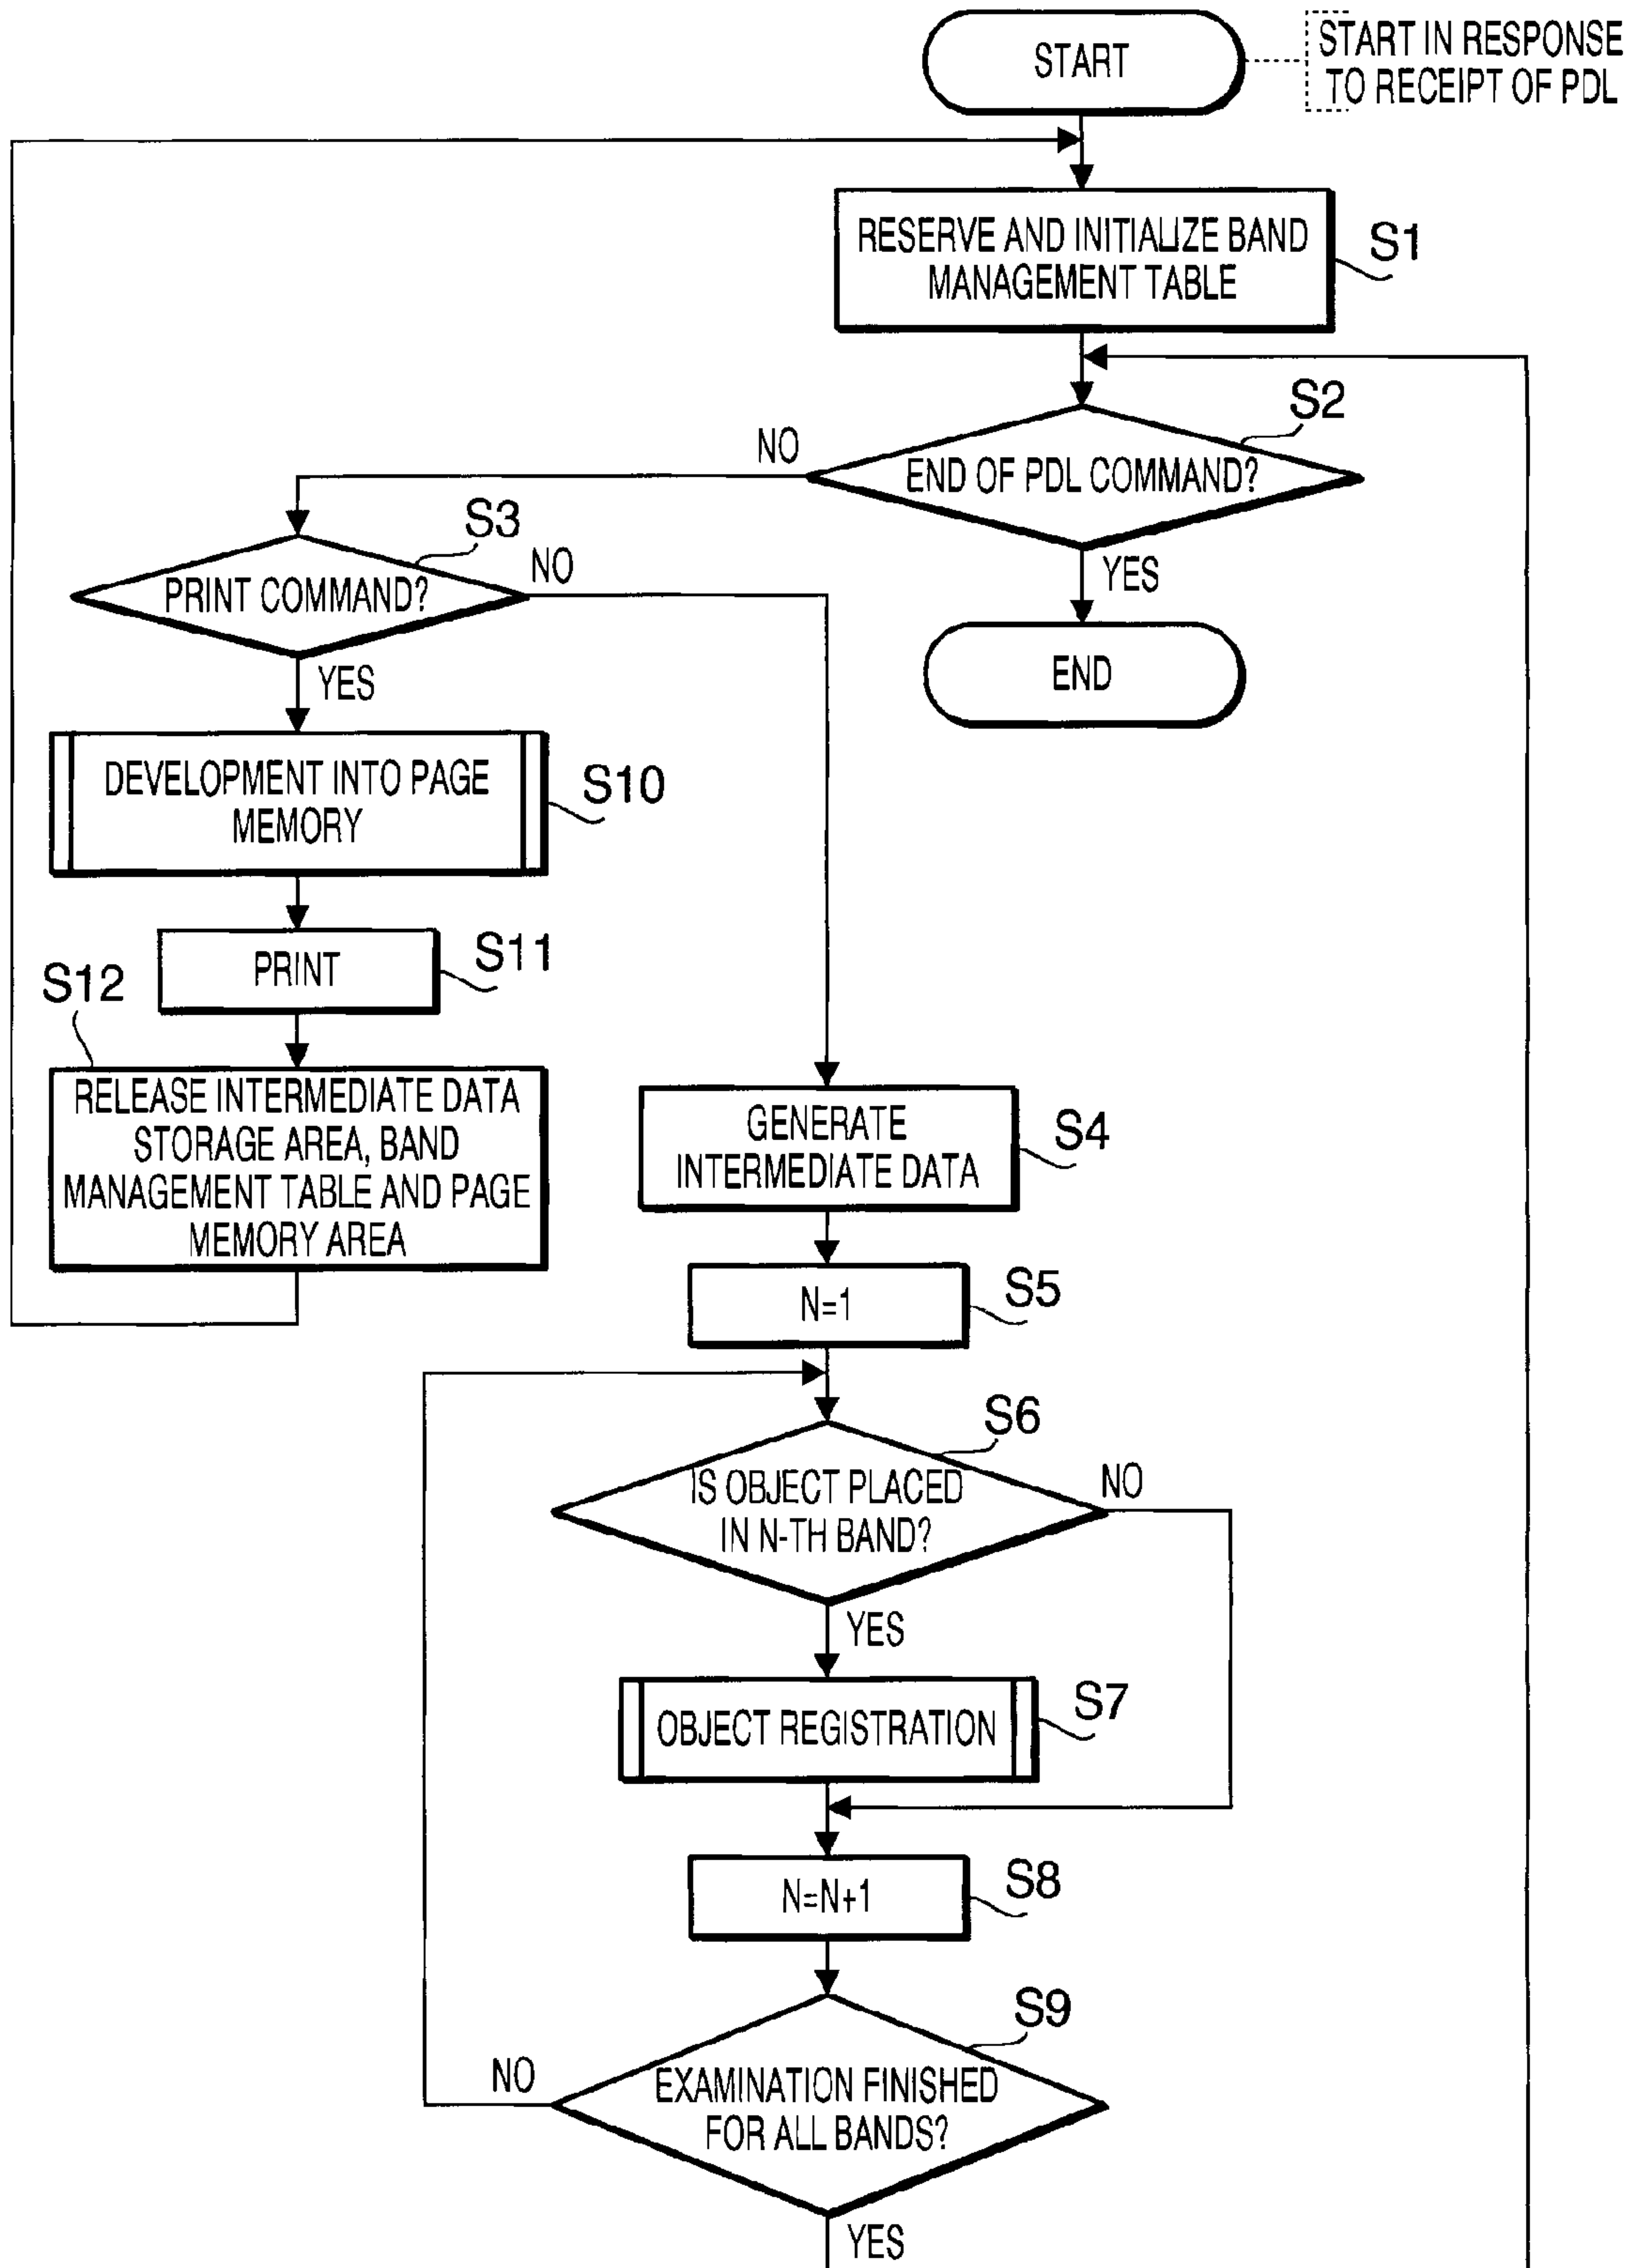 START
START IN RESPONSE
TO RECEIPT OF PDL
RESERVE AND INITIALIZE BAND
MANAGEMENT TABLE
S1
S2
END OF PDL COMMAND?
NO
YES
END
S3
PRINT COMMAND?
NO
YES
DEVELOPMENT INTO PAGE
MEMORY
S10
PRINT
S11
S12
RELEASE INTERMEDIATE DATA
STORAGE AREA, BAND
MANAGEMENT TABLE AND PAGE
MEMORY AREA
GENERATE
INTERMEDIATE DATA
S4
N=1
S5
S6
IS OBJECT PLACED
IN N-TH BAND?
NO
YES
OBJECT REGISTRATION
S7
N=N+1
S8
S9
EXAMINATION FINISHED
FOR ALL BANDS?
NO
YES